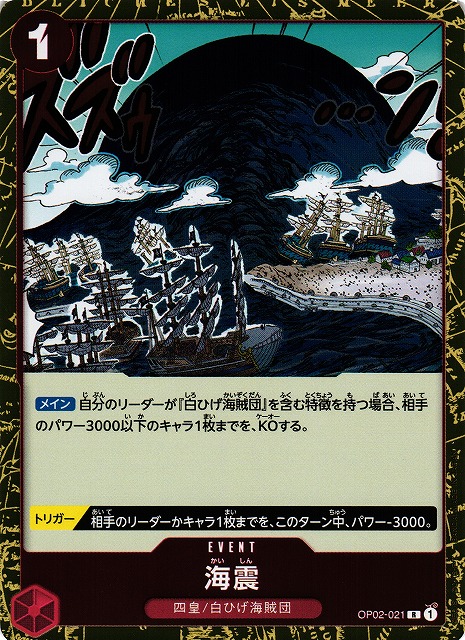 1
ズズゥ
…ン
メイン 自分のリーダーが『白ひげ海賊団』を含む特徴を持つ場合、相手
のパワー3000以下のキャラ1枚までを、KOする。
トリガー 相手のリーダーかキャラ1枚までを、このターン中、パワー-3000。
EVENT
かい しん
海震
四皇/白ひげ海賊団
OP02-021 R 1